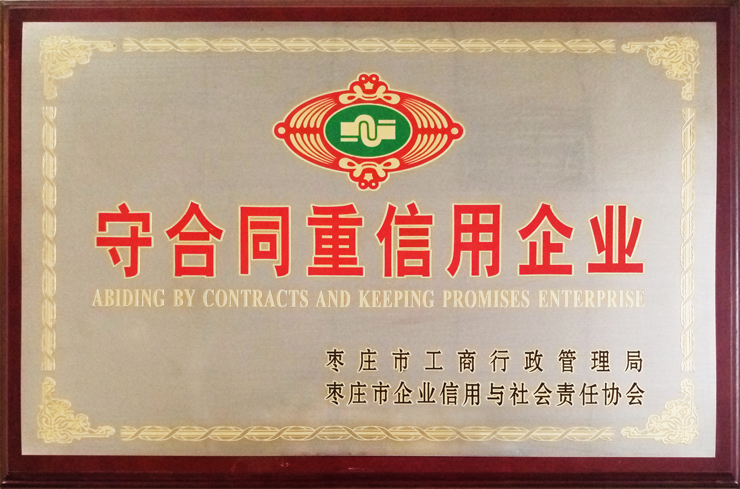 守合同重信用企业
ABIDING BY CONTRACTS AND KEEPING PROMISES ENTERPRISE
枣庄市工商行政管理局
枣庄市企业信用与社会责任协会